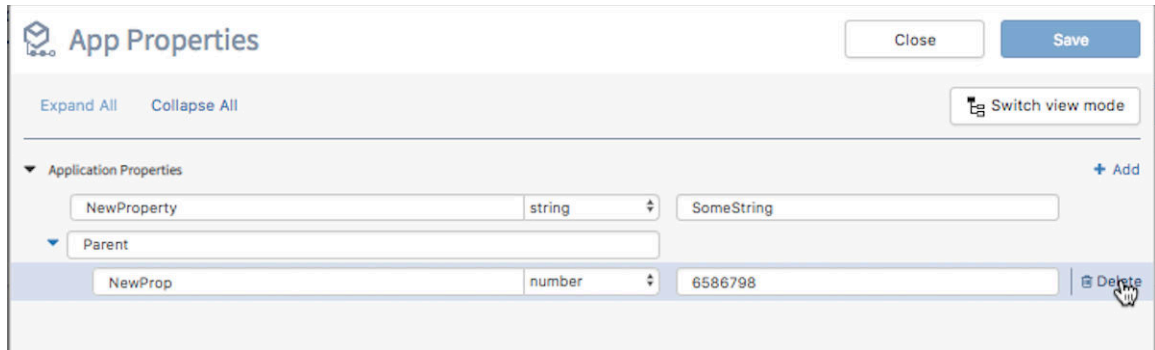 App Properties
Close
Save
Expand All
Collapse All
Switch view mode
Application Properties
+ Add
NewProperty
string
SomeString
Parent
NewProp
number
6586798
Delete